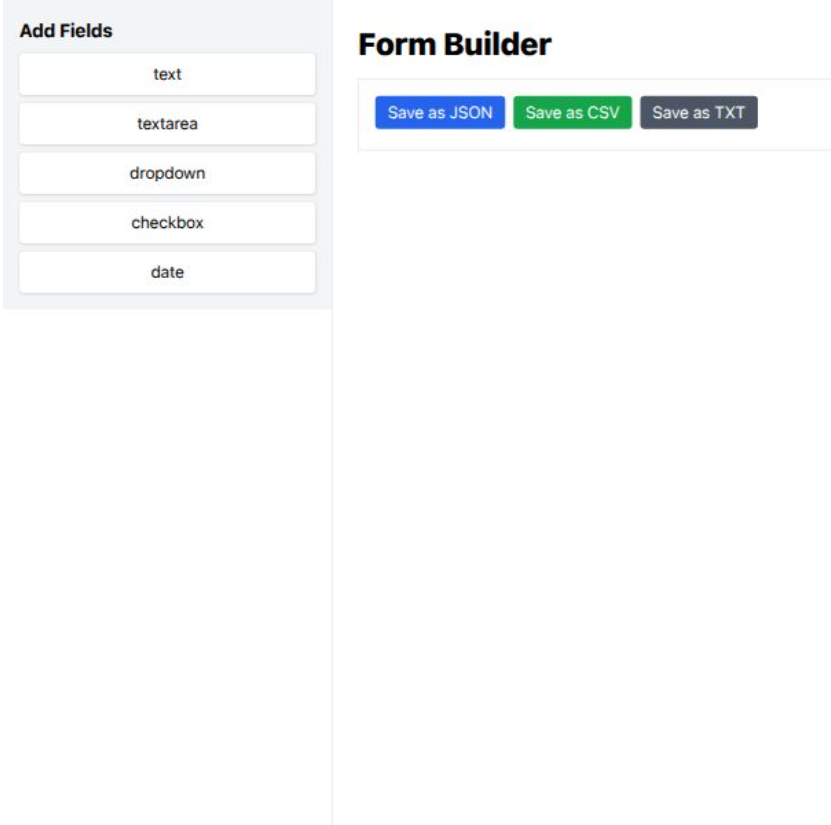 Add Fields
text
textarea
dropdown
checkbox
date
Form Builder
Save as JSON Save as CSV Save as TXT